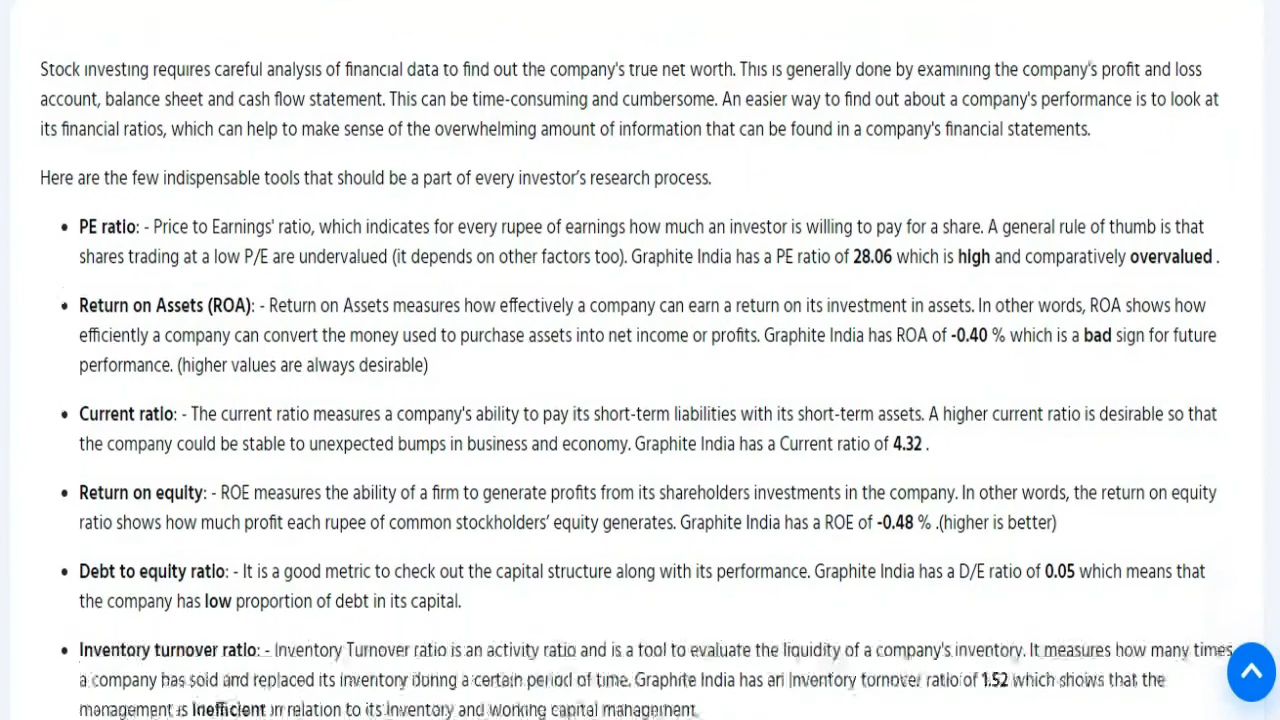 Stock investing requires careful analysis of financial data to find out the company's true net worth. This is generally done by examining the company's profit and loss
account, balance sheet and cash flow statement. This can be time-consuming and cumbersome. An easier way to find out about a company's performance is to look at
its financial ratios, which can help to make sense of the overwhelming amount of information that can be found in a company's financial statements.
Here are the few indispensable tools that should be a part of every investor's research process.
• PE ratio: - Price to Earnings' ratio, which indicates for every rupee of earnings how much an investor is willing to pay for a share. A general rule of thumb is that
shares trading at a low P/E are undervalued (it depends on other factors too). Graphite India has a PE ratio of 28.06 which is high and comparatively overvalued .
• Return on Assets (ROA): - Return on Assets measures how effectively a company can earn a return on its investment in assets. In other words, ROA shows how
efficiently a company can convert the money used to purchase assets into net income or profits. Graphite India has ROA of -0.40 % which is a bad sign for future
performance. (higher values are always desirable)
• Current ratio: - The current ratio measures a company's ability to pay its short-term liabilities with its short-term assets. A higher current ratio is desirable so that
the company could be stable to unexpected bumps in business and economy. Graphite India has a Current ratio of 4.32 .
• Return on equity: - ROE measures the ability of a firm to generate profits from its shareholders investments in the company. In other words, the return on equity
ratio shows how much profit each rupee of common stockholders' equity generates. Graphite India has a ROE of -0.48 % .(higher is better)
• Debt to equity ratio: - It is a good metric to check out the capital structure along with its performance. Graphite India has a D/E ratio of 0.05 which means that
the company has low proportion of debt in its capital.
• Inventory turnover ratio: - Inventory Turnover ratio is an activity ratio and is a tool to evaluate the liquidity of a company's inventory. It measures how many times
a company has sold and replaced its inventory during a certain period of time. Graphite India has an Inventory turnover ratio of 1.52 which shows that the
management is inefficient in relation to its Inventory and working capital management